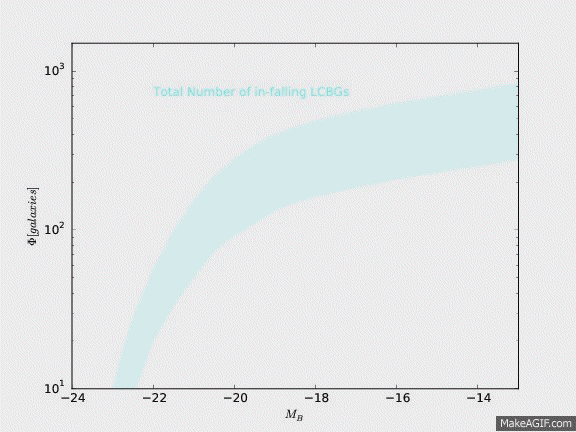 10³
Total Number of in-falling LCBGs
Φ[galaxies]
10²
10¹
−24 −22 −20 −18 −16 −14
M_B
MakeAGIF.com